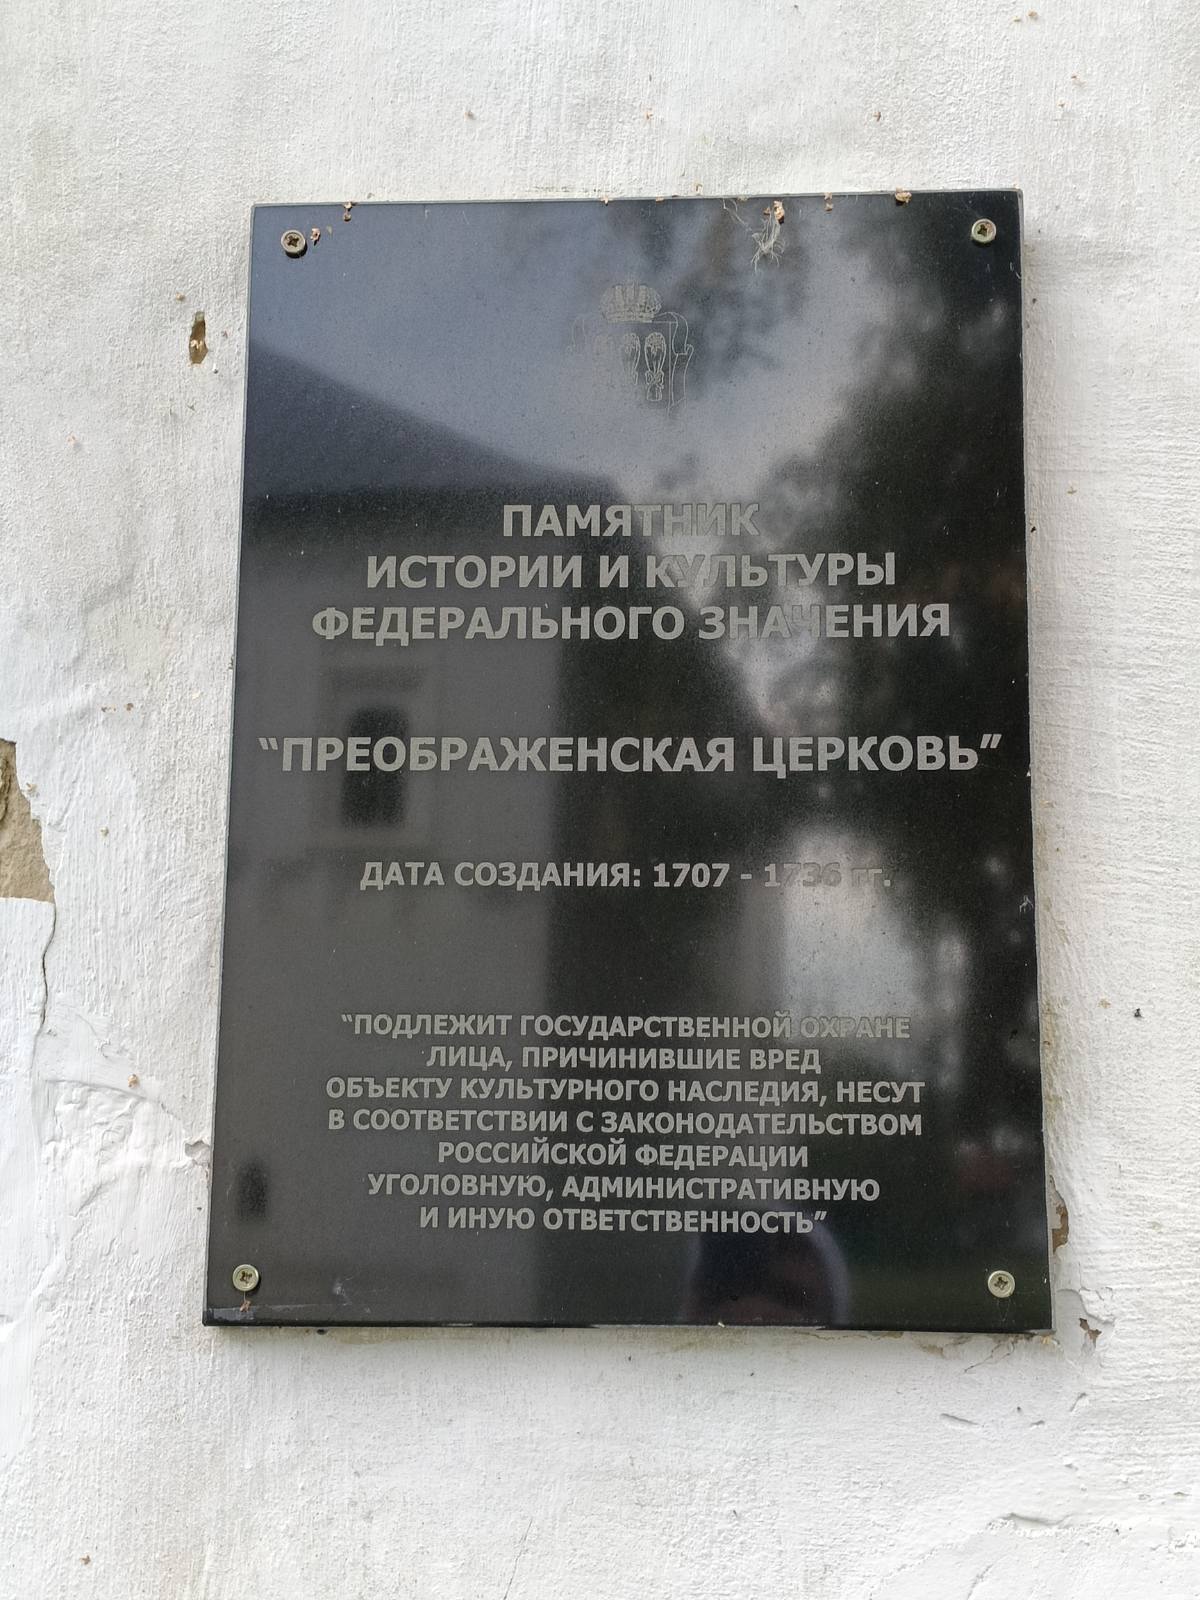 ПАМЯТНИК
ИСТОРИИ И КУЛЬТУРЫ
ФЕДЕРАЛЬНОГО ЗНАЧЕНИЯ
“ПРЕОБРАЖЕНСКАЯ ЦЕРКОВЬ”
ДАТА СОЗДАНИЯ: 1707 - 1736 гг.
“ПОДЛЕЖИТ ГОСУДАРСТВЕННОЙ ОХРАНЕ
ЛИЦА, ПРИЧИНИВШИЕ ВРЕД
ОБЪЕКТУ КУЛЬТУРНОГО НАСЛЕДИЯ, НЕСУТ
В СООТВЕТСТВИИ С ЗАКОНОДАТЕЛЬСТВОМ
РОССИЙСКОЙ ФЕДЕРАЦИИ
УГОЛОВНУЮ, АДМИНИСТРАТИВНУЮ
И ИНУЮ ОТВЕТСТВЕННОСТЬ”